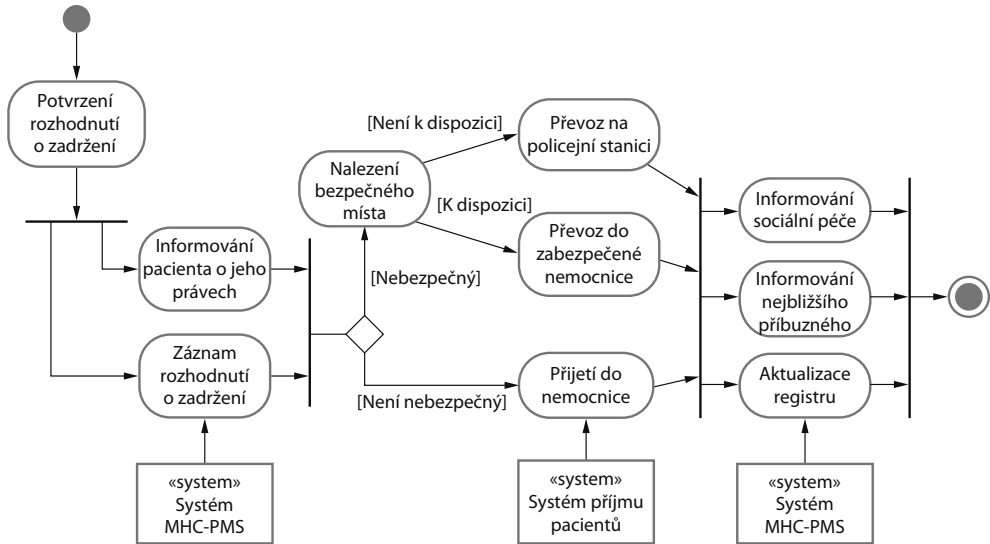 Potvrzení
rozhodnutí
o zadržení
Informování
pacienta o jeho
právech
Záznam
rozhodnutí
o zadržení
«system»
Systém
MHC-PMS
Nalezení
bezpečného
místa
[Není k dispozici]
[K dispozici]
[Nebezpečný]
[Není nebezpečný]
Převoz na
policejní stanici
Převoz do
zabezpečené
nemocnice
Přijetí do
nemocnice
«system»
Systém příjmu
pacientů
Informování
sociální péče
Informování
nejbližšího
příbuzného
Aktualizace
registru
«system»
Systém
MHC-PMS